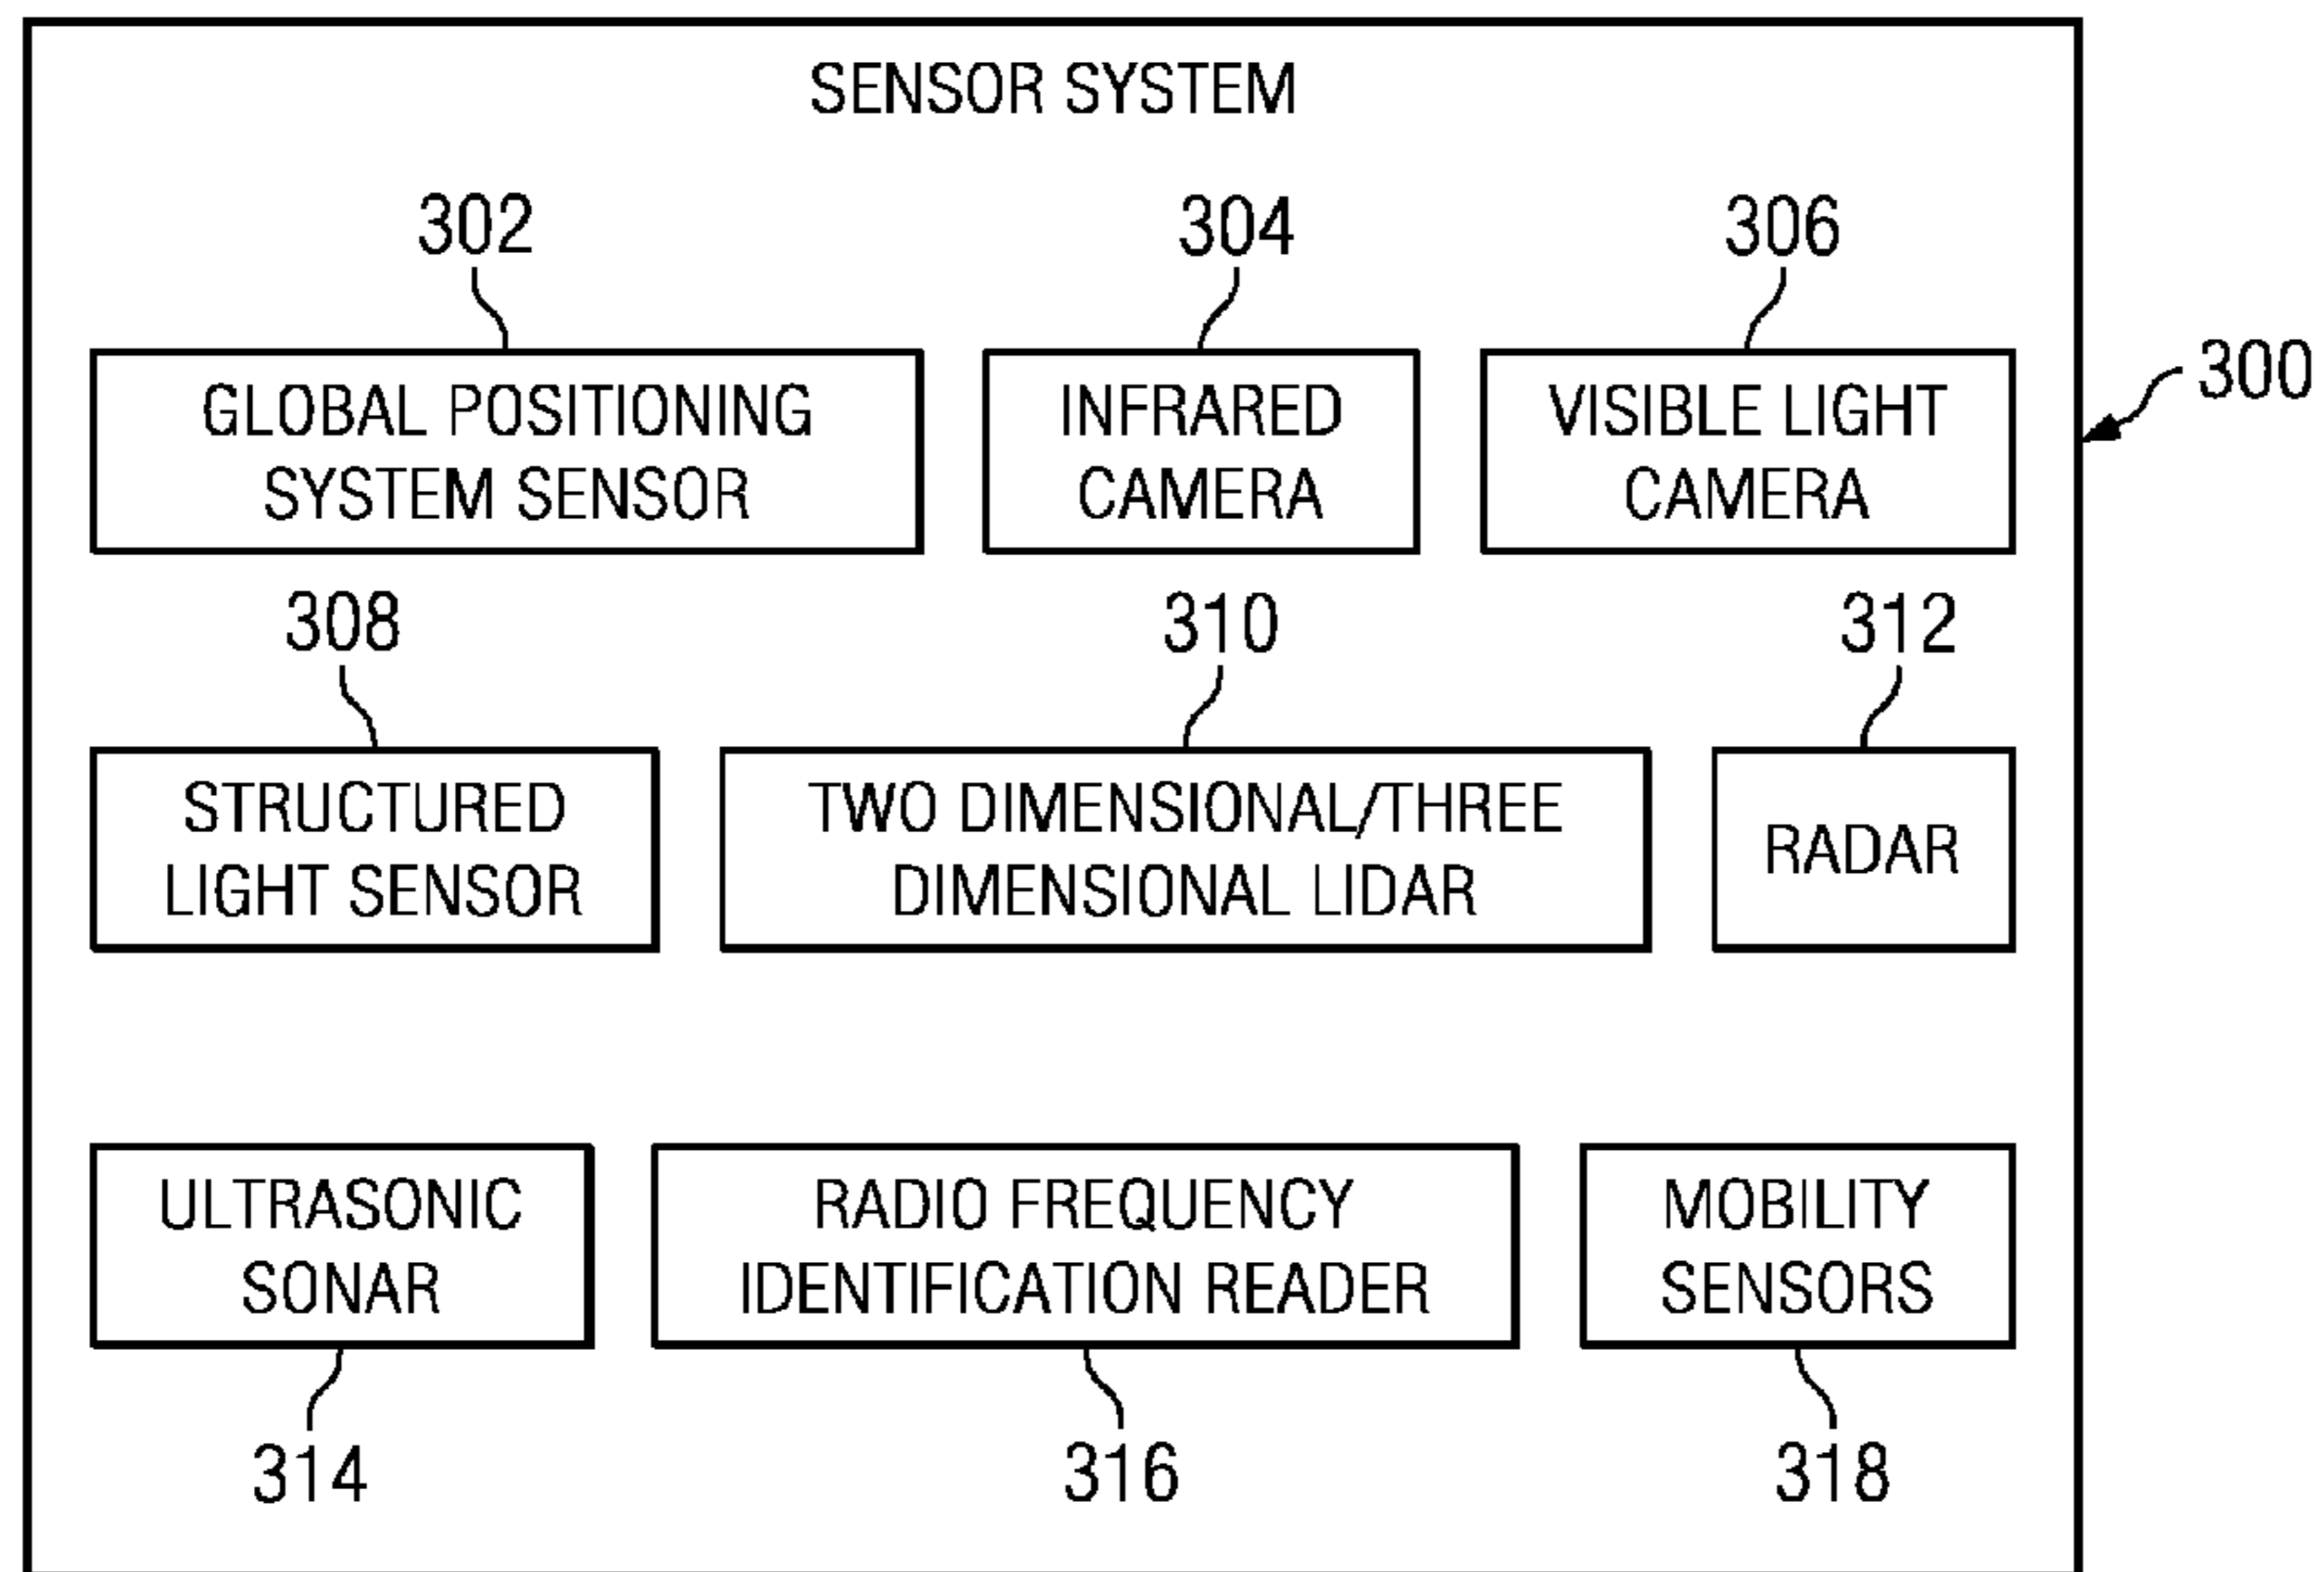 SENSOR SYSTEM
302
304
306
GLOBAL POSITIONING
SYSTEM SENSOR
INFRARED
CAMERA
VISIBLE LIGHT
CAMERA
300
308
310
312
STRUCTURED
LIGHT SENSOR
TWO DIMENSIONAL/THREE
DIMENSIONAL LIDAR
RADAR
ULTRASONIC
SONAR
RADIO FREQUENCY
IDENTIFICATION READER
MOBILITY
SENSORS
314
316
318